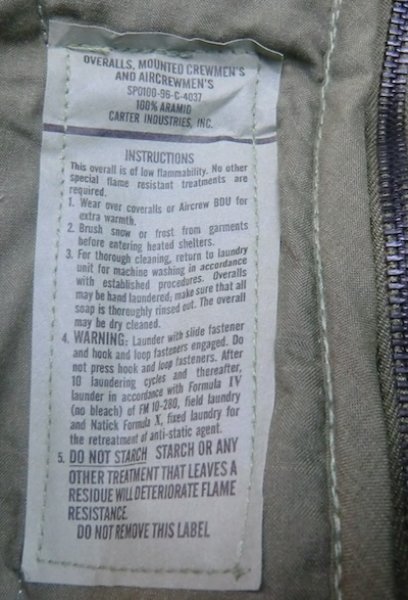 OVERALLS, MOUNTED CREWMEN'S
AND AIRCREWMEN'S
SPO100-96-C-4037
100% ARAMID
CARTER INDUSTRIES, INC.
INSTRUCTIONS
This overall is of low flammability. No other
special flame resistant treatments are
required.
1. Wear over coveralls or Aircrew BDU for
extra warmth.
2. Brush snow or frost from garments
before entering heated shelters.
3. For thorough cleaning, return to laundry
unit for machine washing in accordance
with established procedures. Overalls
may be hand laundered; make sure that all
soap is thoroughly rinsed out. The overall
may be dry cleaned.
4. WARNING: Launder with slide fastener
and hook and loop fasteners engaged. Do
not press hook and loop fasteners. After
10 laundering cycles and thereafter,
launder in accordance with Formula IV
(no bleach) of FM 10-280, field laundry
and Natick Formula X, fixed laundry for
the retreatment of anti-static agent.
5. DO NOT STARCH STARCH OR ANY
OTHER TREATMENT THAT LEAVES A
RESIDUE WILL DETERIORATE FLAME
RESISTANCE
DO NOT REMOVE THIS LABEL